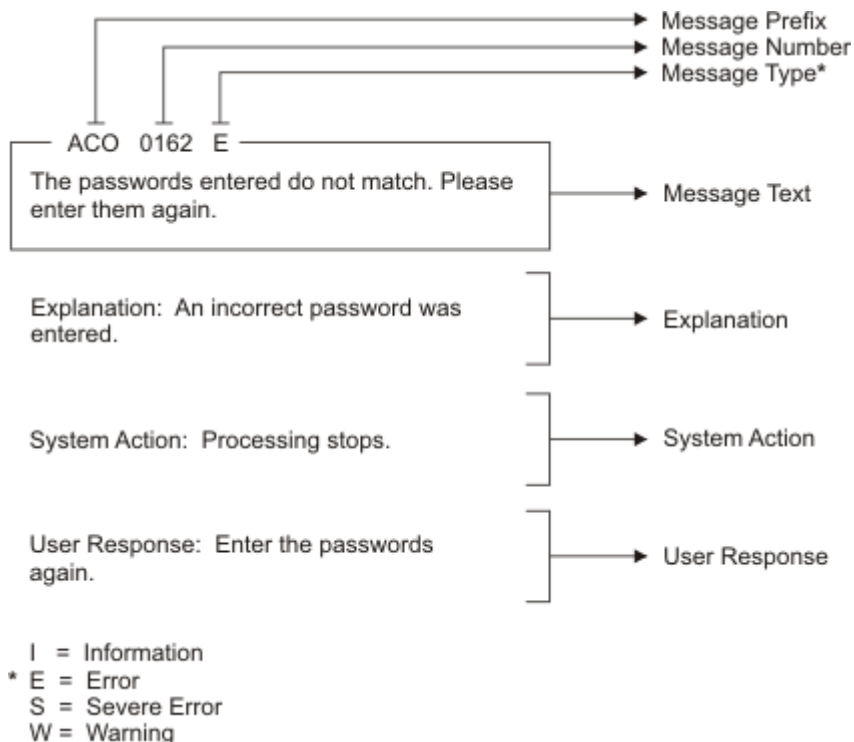 Message Prefix
Message Number
Message Type*
ACO 0162 E
The passwords entered do not match. Please
enter them again.
Message Text
Explanation: An incorrect password was
entered.
Explanation
System Action: Processing stops.
System Action
User Response: Enter the passwords
again.
User Response
I = Information
* E = Error
S = Severe Error
W = Warning